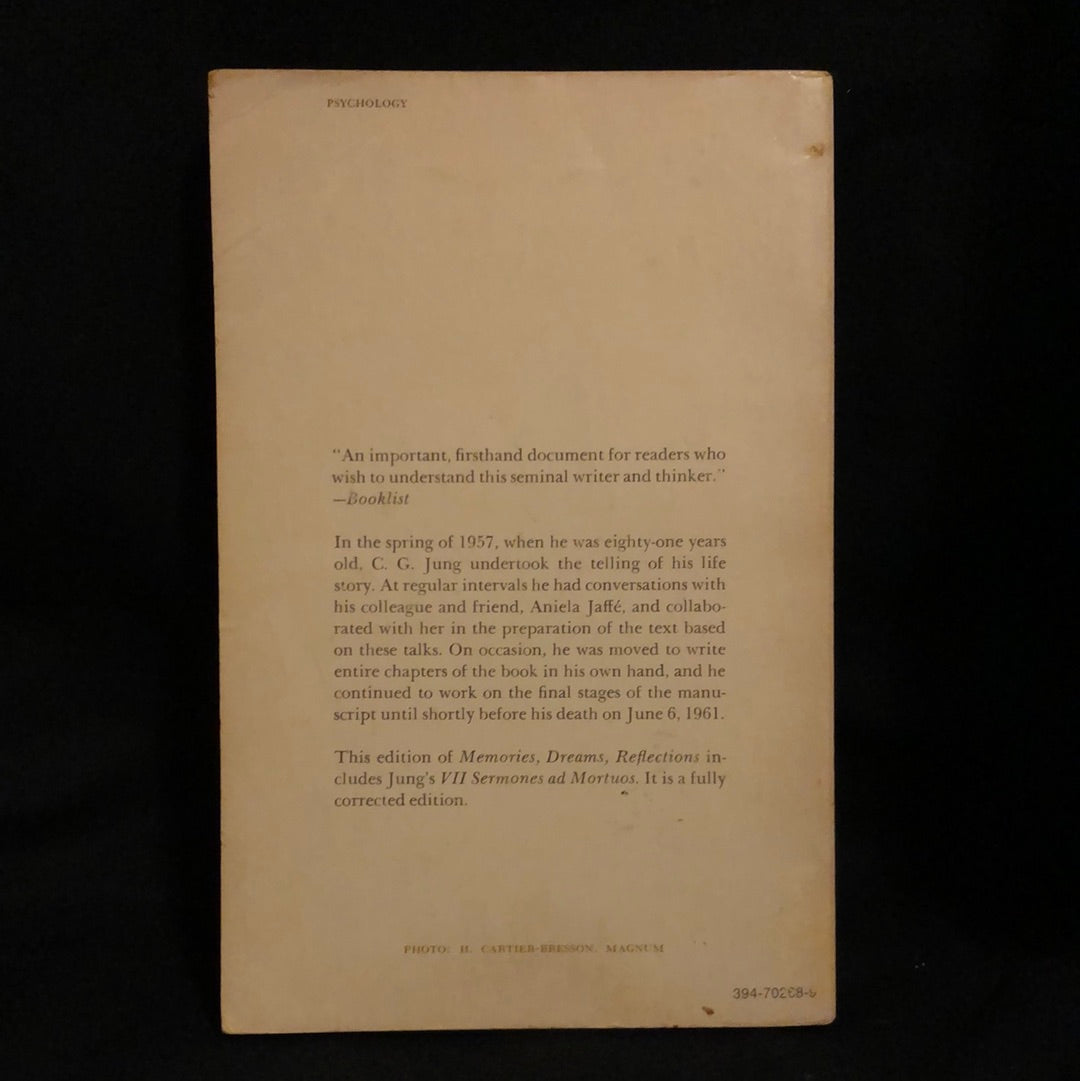 PSYCHOLOGY
"An important, firsthand document for readers who
wish to understand this seminal writer and thinker."
—Booklist
In the spring of 1957, when he was eighty-one years
old, C. G. Jung undertook the telling of his life
story. At regular intervals he had conversations with
his colleague and friend, Aniela Jaffé, and collabo-
rated with her in the preparation of the text based
on these talks. On occasion, he was moved to write
entire chapters of the book in his own hand, and he
continued to work on the final stages of the manu-
script until shortly before his death on June 6, 1961.
This edition of Memories, Dreams, Reflections in-
cludes Jung's VII Sermones ad Mortuos. It is a fully
corrected edition.
PHOTO: H. CARTIER-BRESSON, MAGNUM